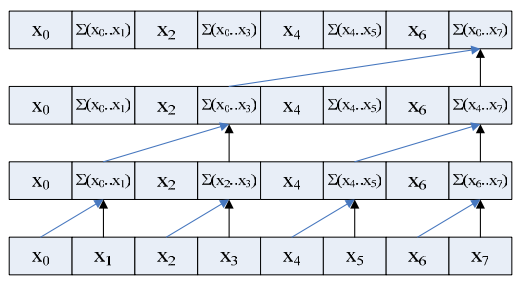 x₀ Σ(x₀..x₁) x₂ Σ(x₀..x₃) x₄ Σ(x₄..x₅) x₆ Σ(x₀..x₇)
x₀ Σ(x₀..x₁) x₂ Σ(x₀..x₃) x₄ Σ(x₄..x₅) x₆ Σ(x₄..x₇)
x₀ Σ(x₀..x₁) x₂ Σ(x₂..x₃) x₄ Σ(x₄..x₅) x₆ Σ(x₆..x₇)
x₀ x₁ x₂ x₃ x₄ x₅ x₆ x₇